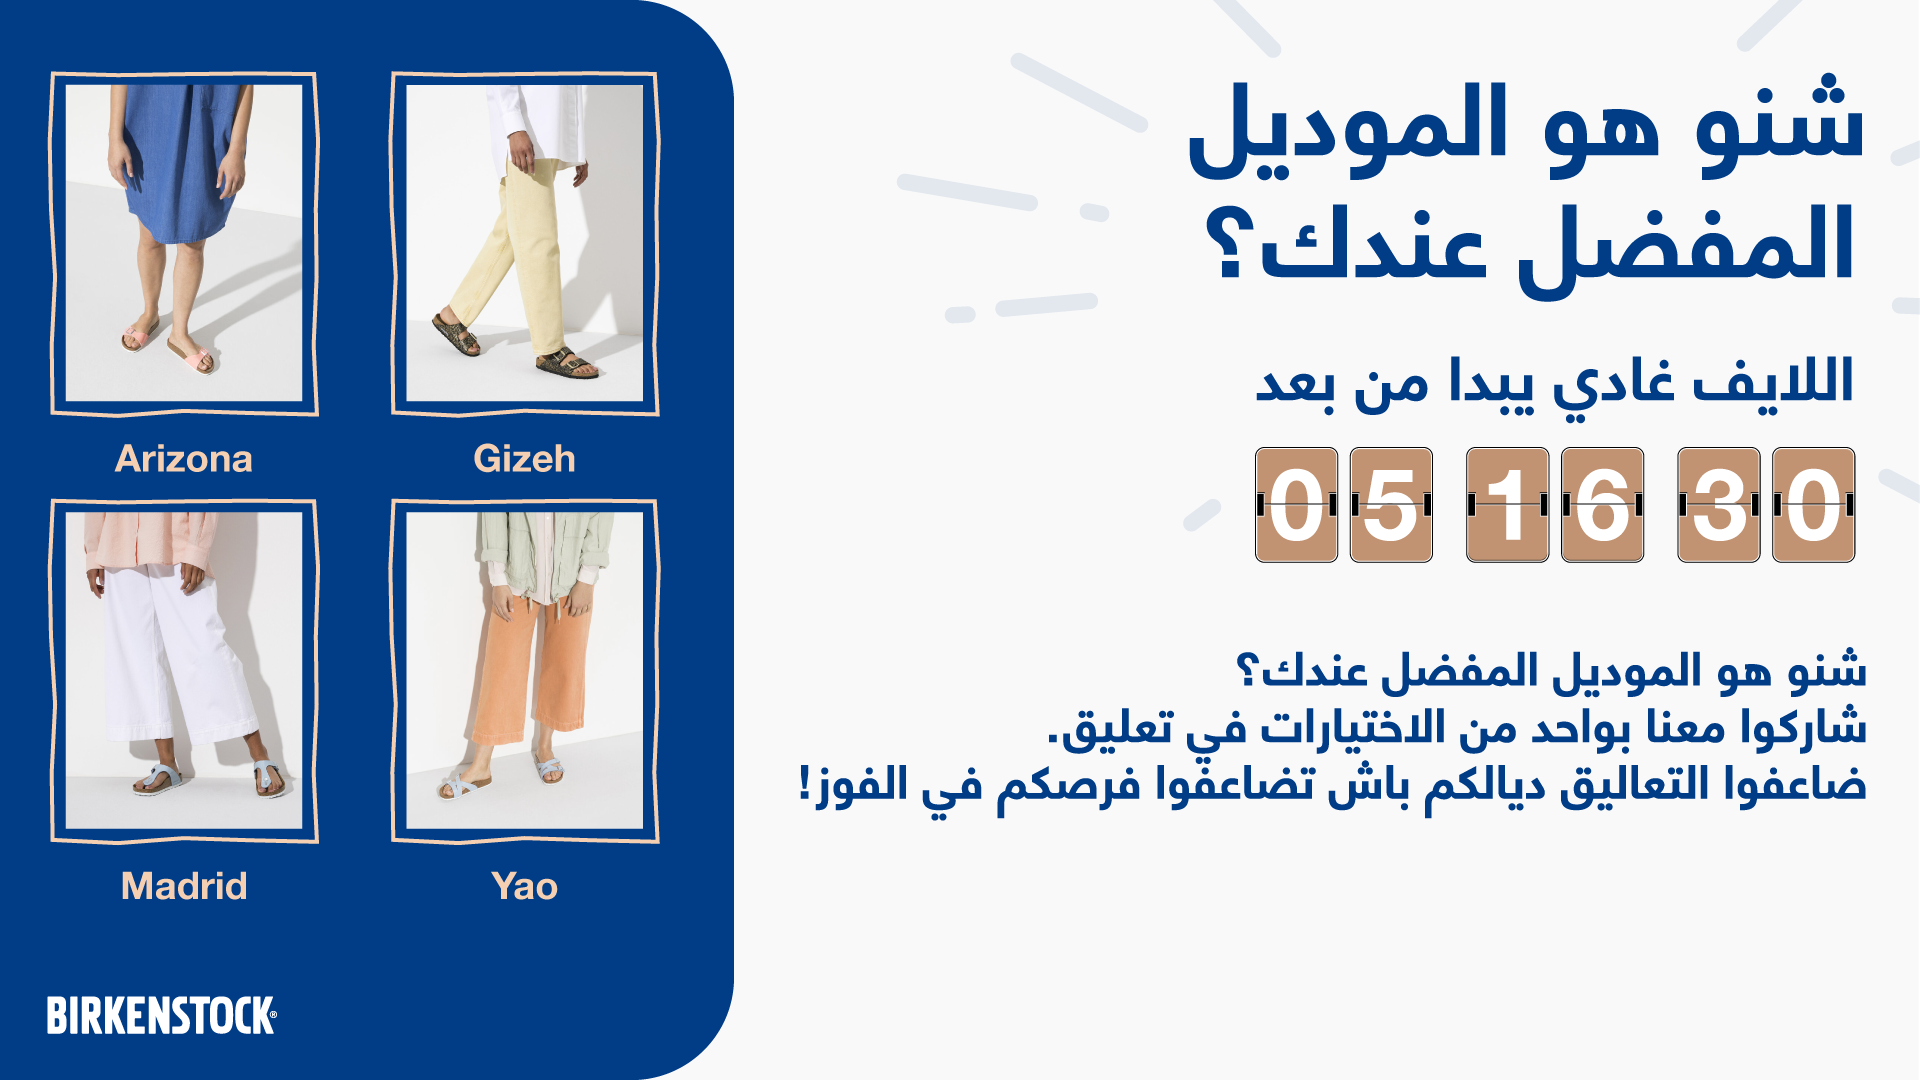 شنو هو الموديل
المفضل عندك؟
اللايف غادي يبدا من بعد
05 16 30
شنو هو الموديل المفضل عندك؟
شاركوا معنا بواحد من الاختيارات في تعليق.
ضاعفوا التعاليق ديالكم باش تضاعفوا فرصكم في الفوز!
Arizona
Gizeh
Madrid
Yao
BIRKENSTOCK®